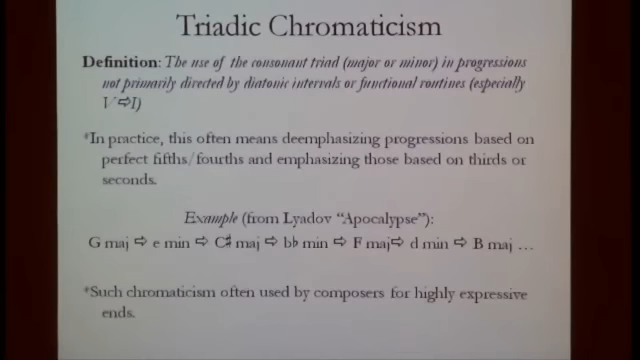 Triadic Chromaticism
Definition: The use of the consonant triad (major or minor) in progressions
not primarily directed by diatonic intervals or functional routines (especially
V⇨I)
*In practice, this often means deemphasizing progressions based on
perfect fifths/fourths and emphasizing those based on thirds or
seconds.
Example (from Lyadov “Apocalypse”):
G maj ⇨ e min ⇨ C♯ maj ⇨ b♭ min ⇨ F maj⇨ d min ⇨ B maj …
*Such chromaticism often used by composers for highly expressive
ends.